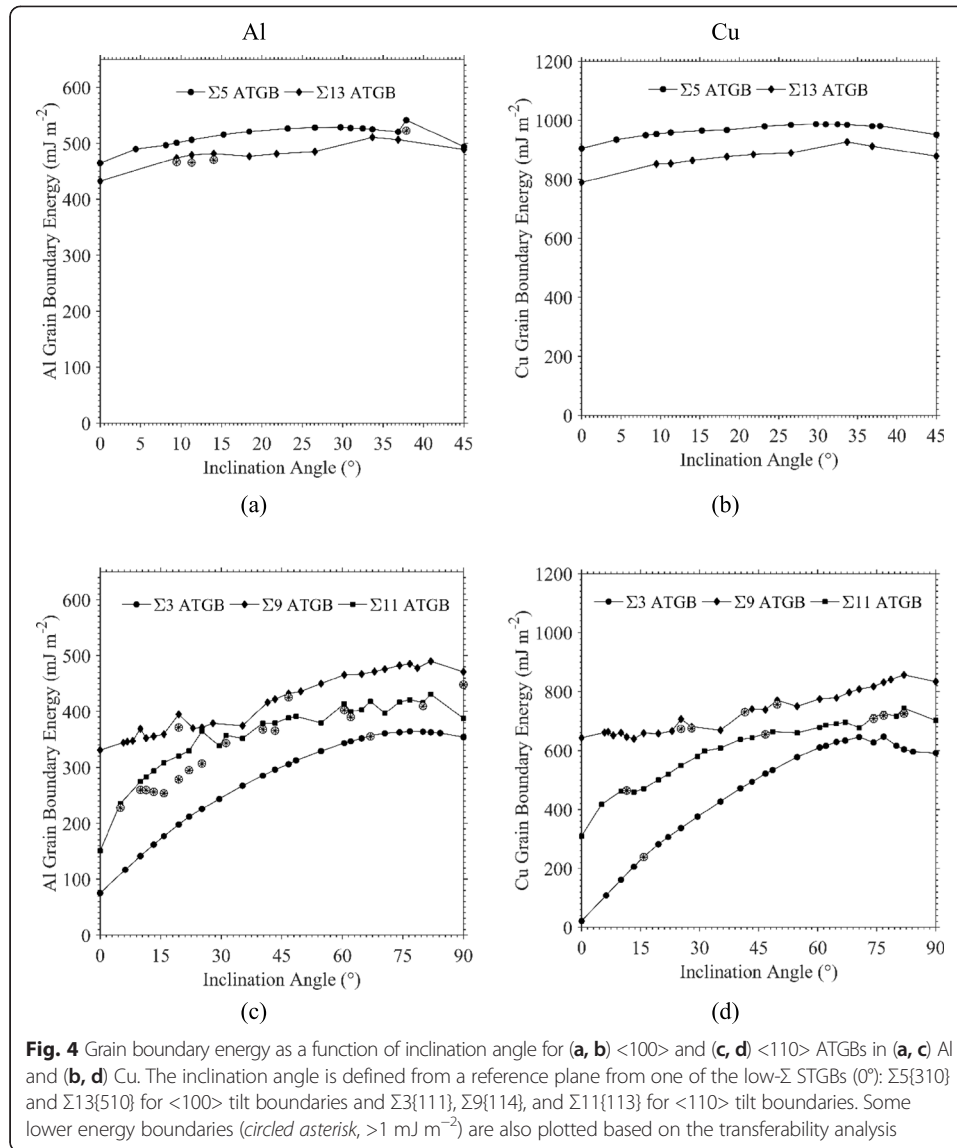 Al
Cu
600
500
400
300
200
100
0
Al Grain Boundary Energy (mJ m⁻²)
Σ5 ATGB
Σ13 ATGB
0 5 10 15 20 25 30 35 40 45
Inclination Angle (°)
(a)
1200
1000
800
600
400
200
0
Cu Grain Boundary Energy (mJ m⁻²)
Σ5 ATGB
Σ13 ATGB
0 5 10 15 20 25 30 35 40 45
Inclination Angle (°)
(b)
600
500
400
300
200
100
0
Al Grain Boundary Energy (mJ m⁻²)
Σ3 ATGB
Σ9 ATGB
Σ11 ATGB
0 15 30 45 60 75 90
Inclination Angle (°)
(c)
1200
1000
800
600
400
200
0
Cu Grain Boundary Energy (mJ m⁻²)
Σ3 ATGB
Σ9 ATGB
Σ11 ATGB
0 15 30 45 60 75 90
Inclination Angle (°)
(d)
Fig. 4 Grain boundary energy as a function of inclination angle for (a, b) <100> and (c, d) <110> ATGBs in (a, c) Al
and (b, d) Cu. The inclination angle is defined from a reference plane from one of the low-Σ STGBs (0°): Σ5{310}
and Σ13{510} for <100> tilt boundaries and Σ3{111}, Σ9{114}, and Σ11{113} for <110> tilt boundaries. Some
lower energy boundaries (circled asterisk, >1 mJ m⁻²) are also plotted based on the transferability analysis